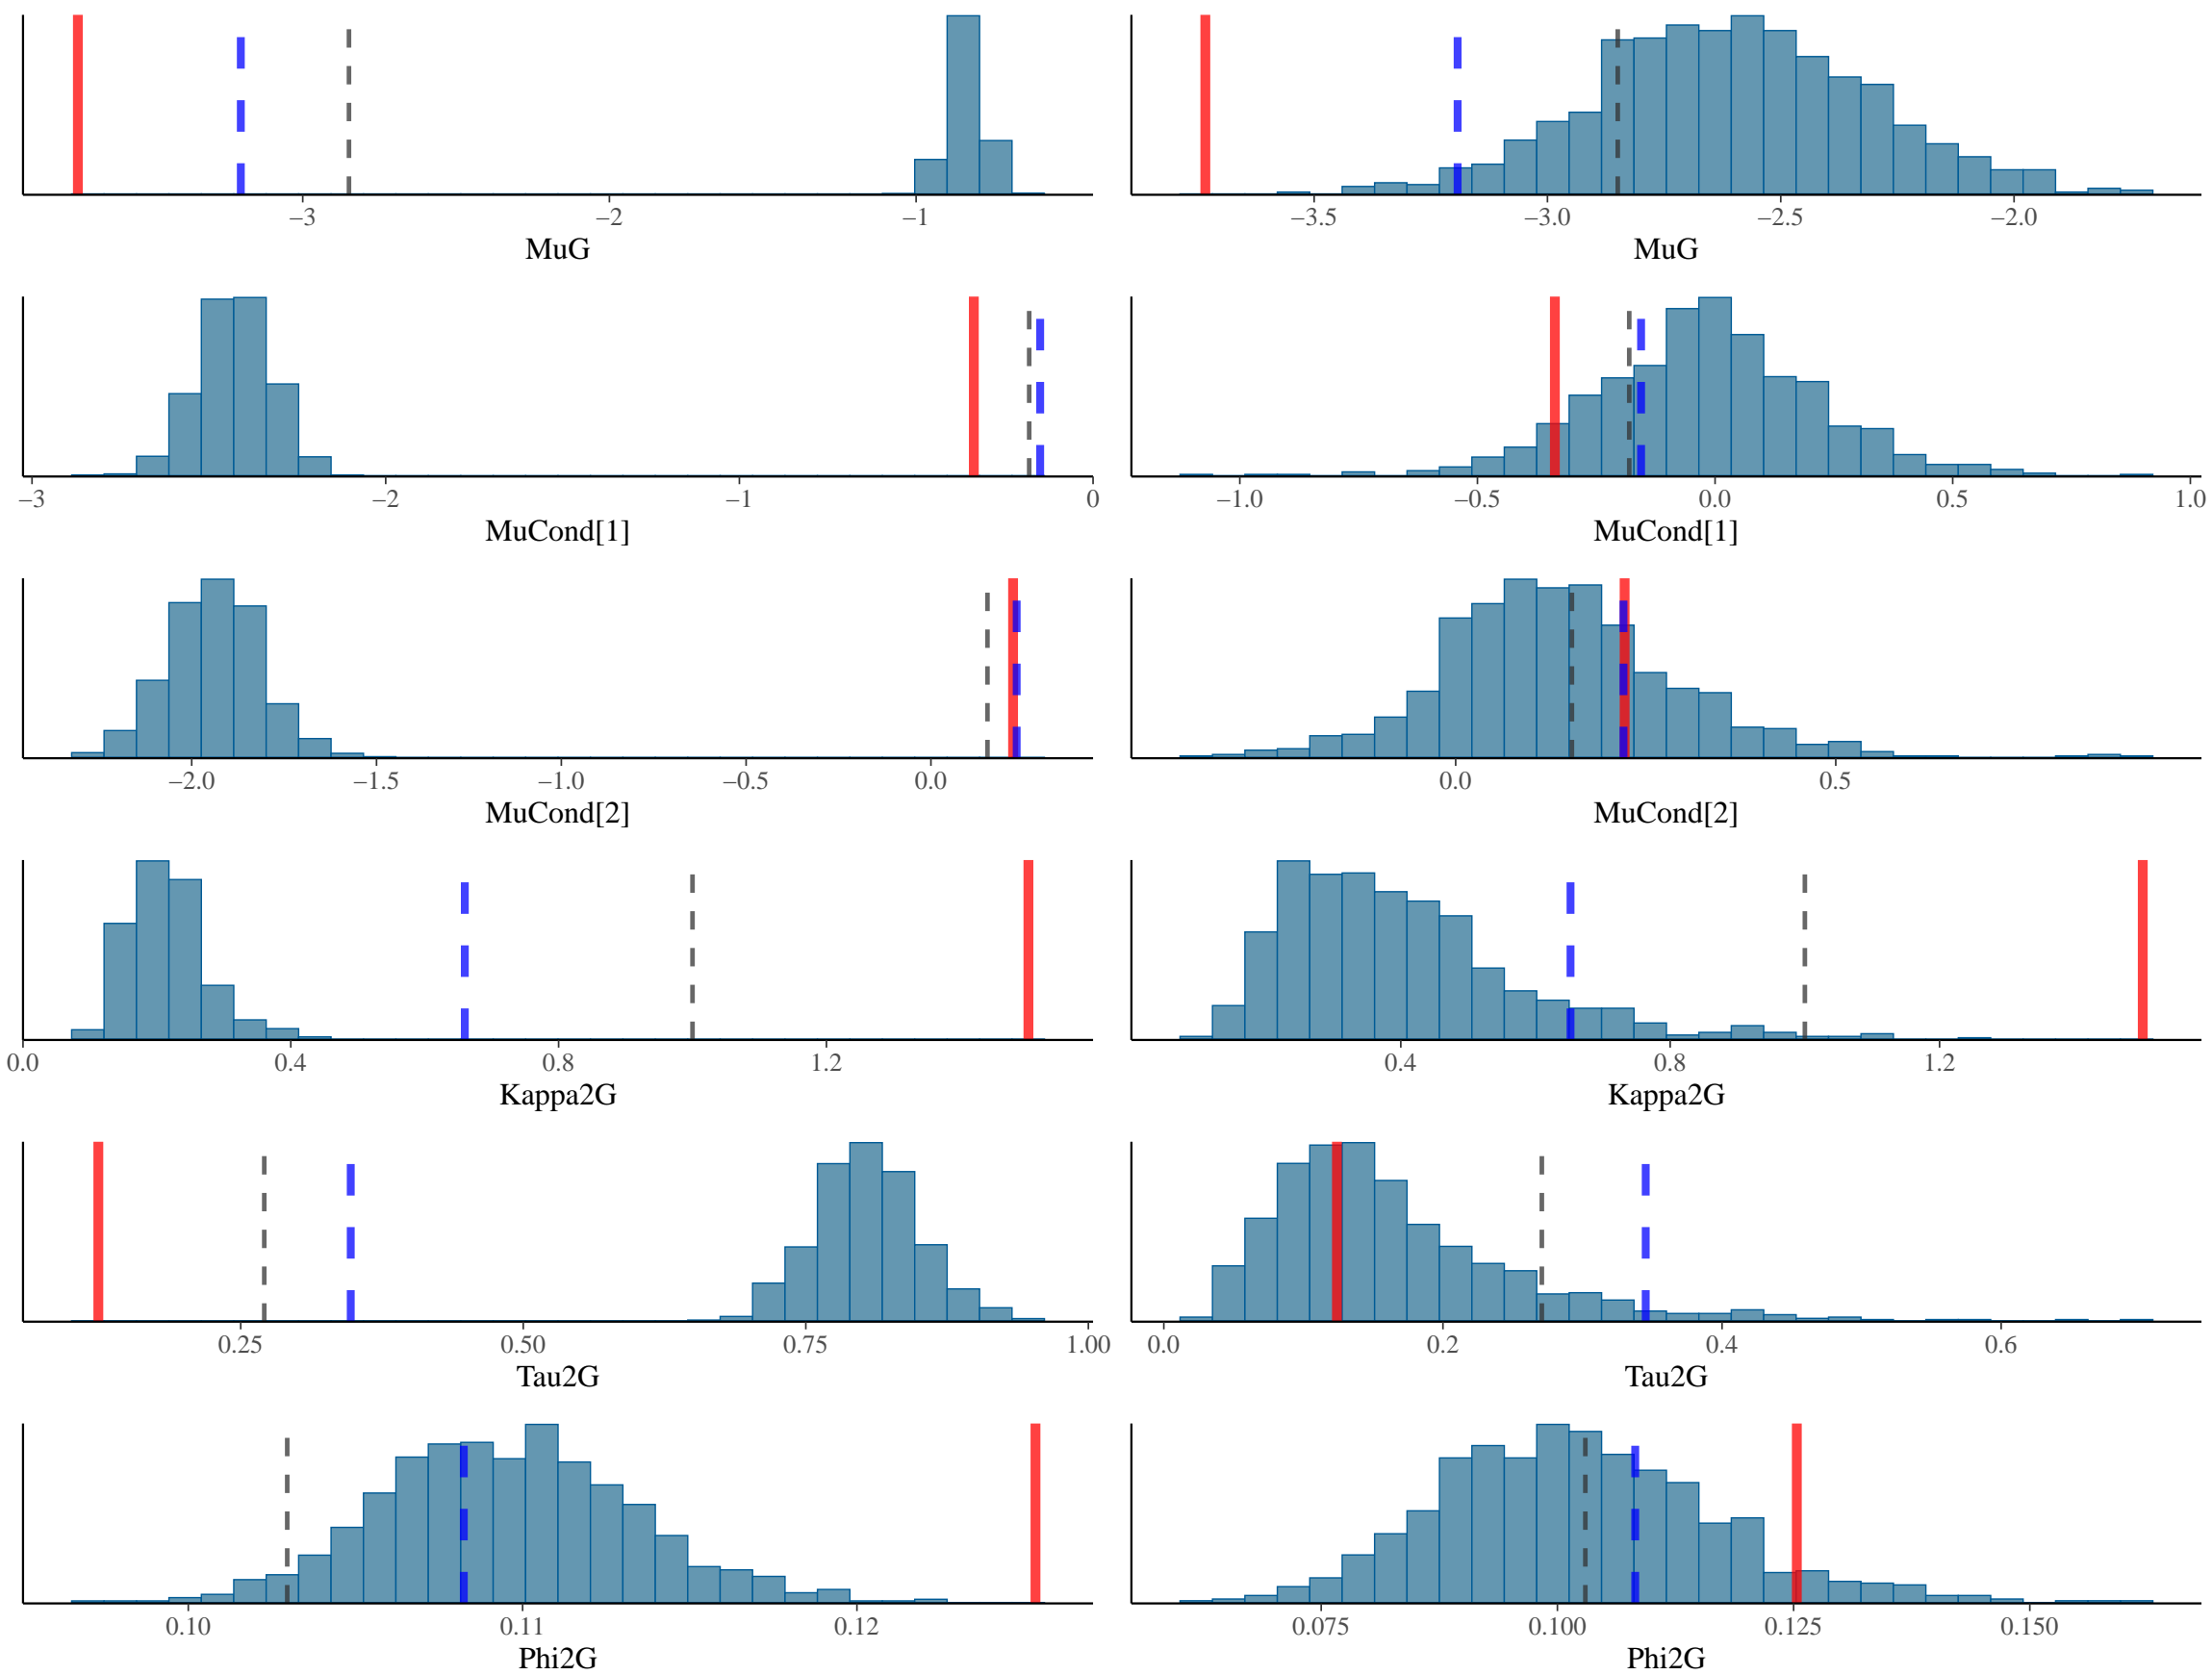 −3 −2 −1 −3.5 −3.0 −2.5 −2.0
MuG MuG
−3 −2 −1 0 −1.0 −0.5 0.0 0.5 1.0
MuCond[1] MuCond[1]
−2.0 −1.5 −1.0 −0.5 0.0 0.0 0.5
MuCond[2] MuCond[2]
0.0 0.4 0.8 1.2 0.4 0.8 1.2
Kappa2G Kappa2G
0.25 0.50 0.75 1.00 0.0 0.2 0.4 0.6
Tau2G Tau2G
0.10 0.11 0.12 0.075 0.100 0.125 0.150
Phi2G Phi2G